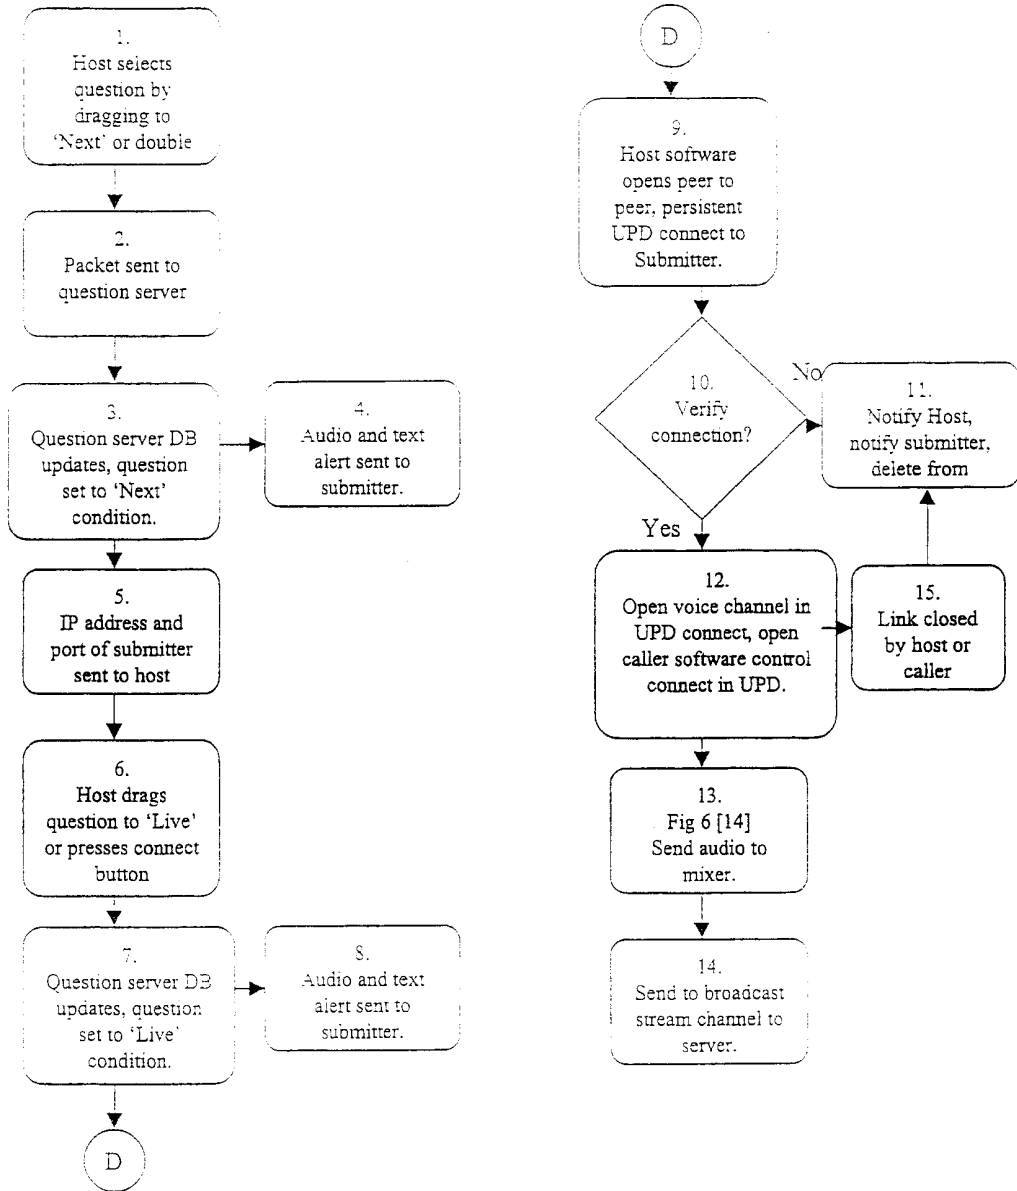 1.
Host selects
question by
dragging to
'Next' or double
2.
Packet sent to
question server
3.
Question server DB
updates, question
set to 'Next'
condition.
4.
Audio and text
alert sent to
submitter.
5.
IP address and
port of submitter
sent to host
6.
Host drags
question to 'Live'
or presses connect
button
7.
Question server DB
updates, question
set to 'Live'
condition.
8.
Audio and text
alert sent to
submitter.
D
D
9.
Host software
opens peer to
peer, persistent
UPD connect to
Submitter.
10.
Verify
connection?
No
11.
Notify Host,
notify submitter,
delete from
Yes
12.
Open voice channel in
UPD connect, open
caller software control
connect in UPD.
15.
Link closed
by host or
caller
13.
Fig 6 [14]
Send audio to
mixer.
14.
Send to broadcast
stream channel to
server.